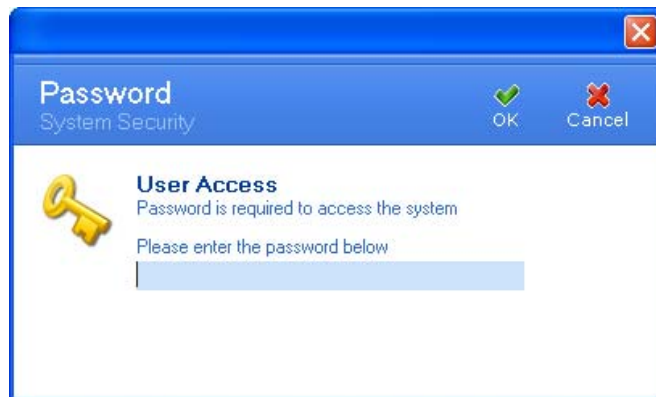 Password
System Security
OK
Cancel
User Access
Password is required to access the system
Please enter the password below